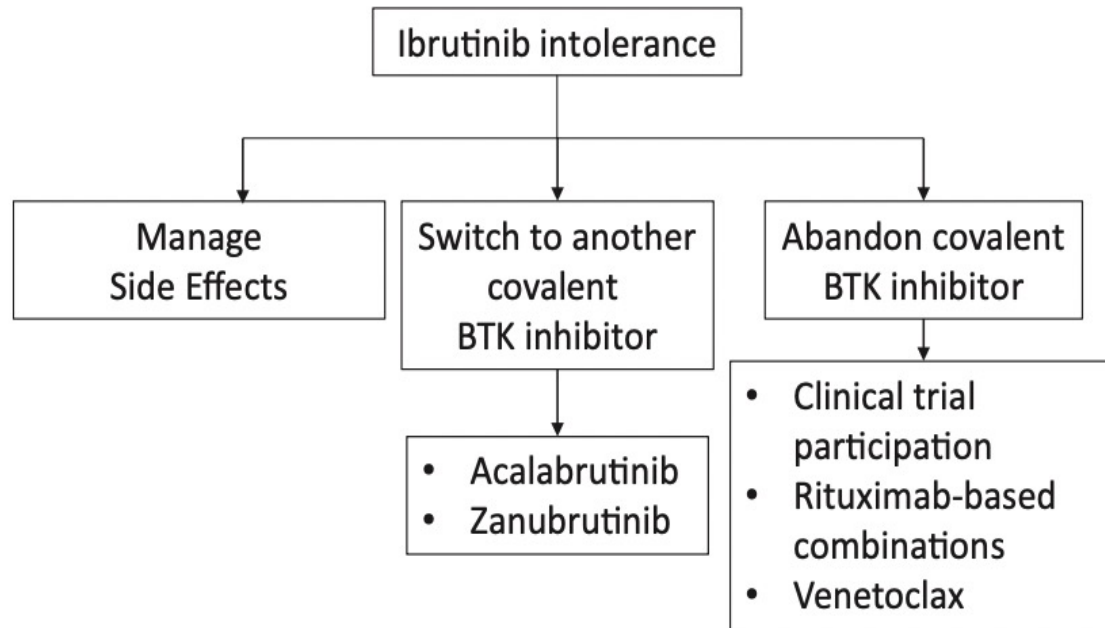 Ibrutinib intolerance
Manage
Side Effects
Switch to another
covalent
BTK inhibitor
Abandon covalent
BTK inhibitor
• Acalabrutinib
• Zanubrutinib
• Clinical trial
participation
• Rituximab-based
combinations
• Venetoclax